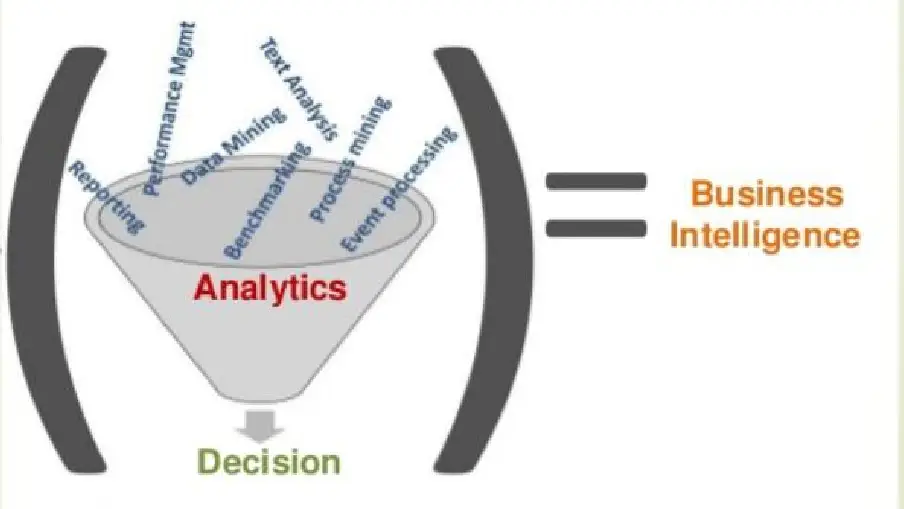 Reporting
Performance Mgmt
Data Mining
Text Analysis
Benchmarking
Process mining
Event processing
Analytics
Decision
Business
Intelligence